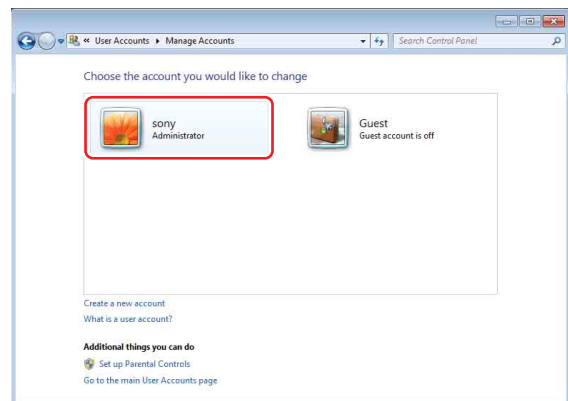 « User Accounts ▸ Manage Accounts
Search Control Panel
Choose the account you would like to change
sony
Administrator
Guest
Guest account is off
Create a new account
What is a user account?
Additional things you can do
Set up Parental Controls
Go to the main User Accounts page